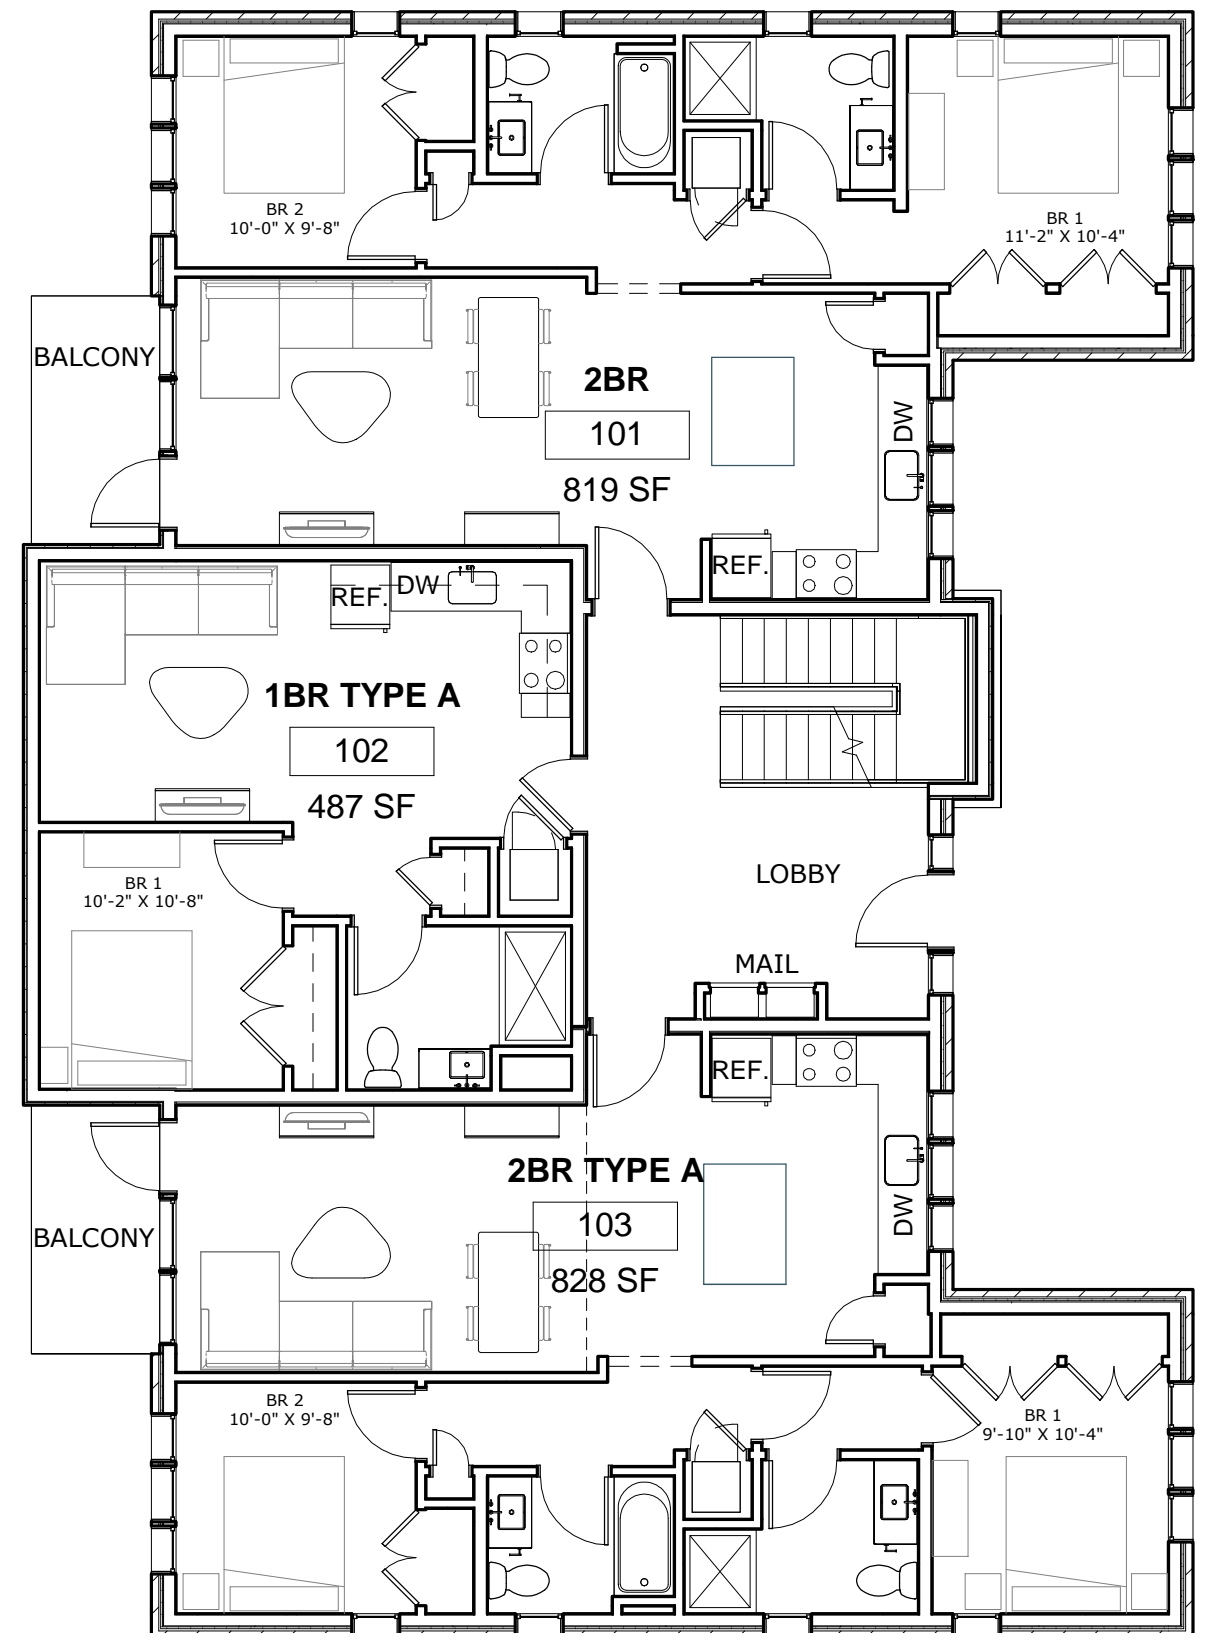 BR 2
10'-0" X 9'-8"
BR 1
11'-2" X 10'-4"
BALCONY
2BR
101
819 SF
DW
REF.
REF.
DW
1BR TYPE A
102
487 SF
LOBBY
BR 1
10'-2" X 10'-8"
MAIL
REF.
2BR TYPE A
103
828 SF
DW
BALCONY
BR 2
10'-0" X 9'-8"
BR 1
9'-10" X 10'-4"